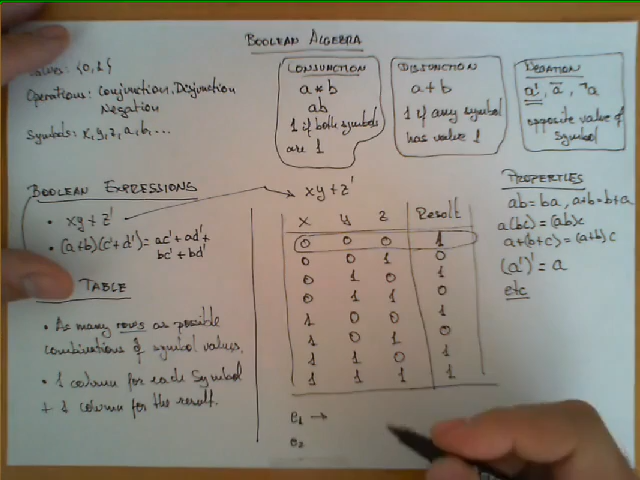 BOOLEAN ALGEBRA
: {0,1}
Operations: Conjunction, Disjunction
Negation
Symbols: x, y, z, a, b, ...
CONJUNCTION
a * b
ab
1 if both symbols
are 1
DISJUNCTION
a + b
1 if any symbol
has value 1
NEGATION
a', a̅, ¬a
opposite value of
symbol
BOOLEAN EXPRESSIONS
• xy + z'
• (a+b)(c'+d') = ac' + ad' +
bc' + bd'
TABLE
• As many rows as possible
combinations of symbol values.
• 1 column for each symbol
+ 1 column for the result.
xy + z'
x y z Result
0 0 0 1
0 0 1 0
0 1 0 1
0 1 1 0
1 0 0 1
1 0 1 0
1 1 0 1
1 1 1 1
e1 →
e2
PROPERTIES
ab = ba, a+b = b+a
a(bc) = (ab)c
a+(b+c) = (a+b)c
(a')' = a
etc